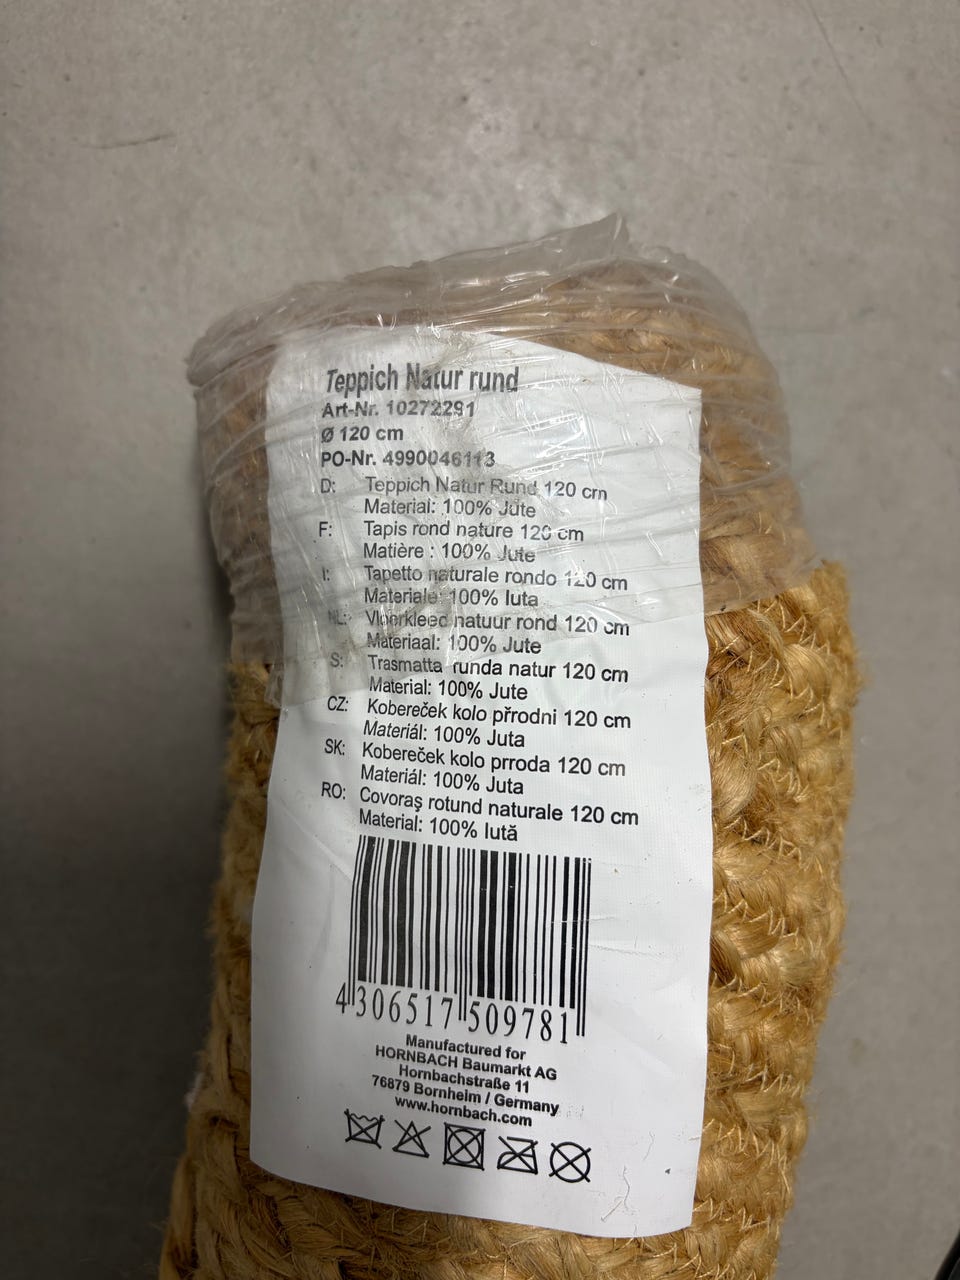 Teppich Natur rund
Art-Nr. 10272291
Ø 120 cm
PO-Nr. 4990046113
D: Teppich Natur Rund 120 cm
Material: 100% Jute
F: Tapis rond nature 120 cm
Matière : 100% Jute
I: Tapetto naturale rondo 120 cm
Materiale: 100% Iuta
NL: Vloerkleed natuur rond 120 cm
Materiaal: 100% Jute
S: Trasmatta runda natur 120 cm
Material: 100% Jute
CZ: Kobereček kolo přrodni 120 cm
Materiál: 100% Juta
SK: Kobereček kolo prroda 120 cm
Materiál: 100% Juta
RO: Covoraş rotund naturale 120 cm
Material: 100% Iută
4 306517 509781
Manufactured for
HORNBACH Baumarkt AG
Hornbachstraße 11
76879 Bornheim / Germany
www.hornbach.com